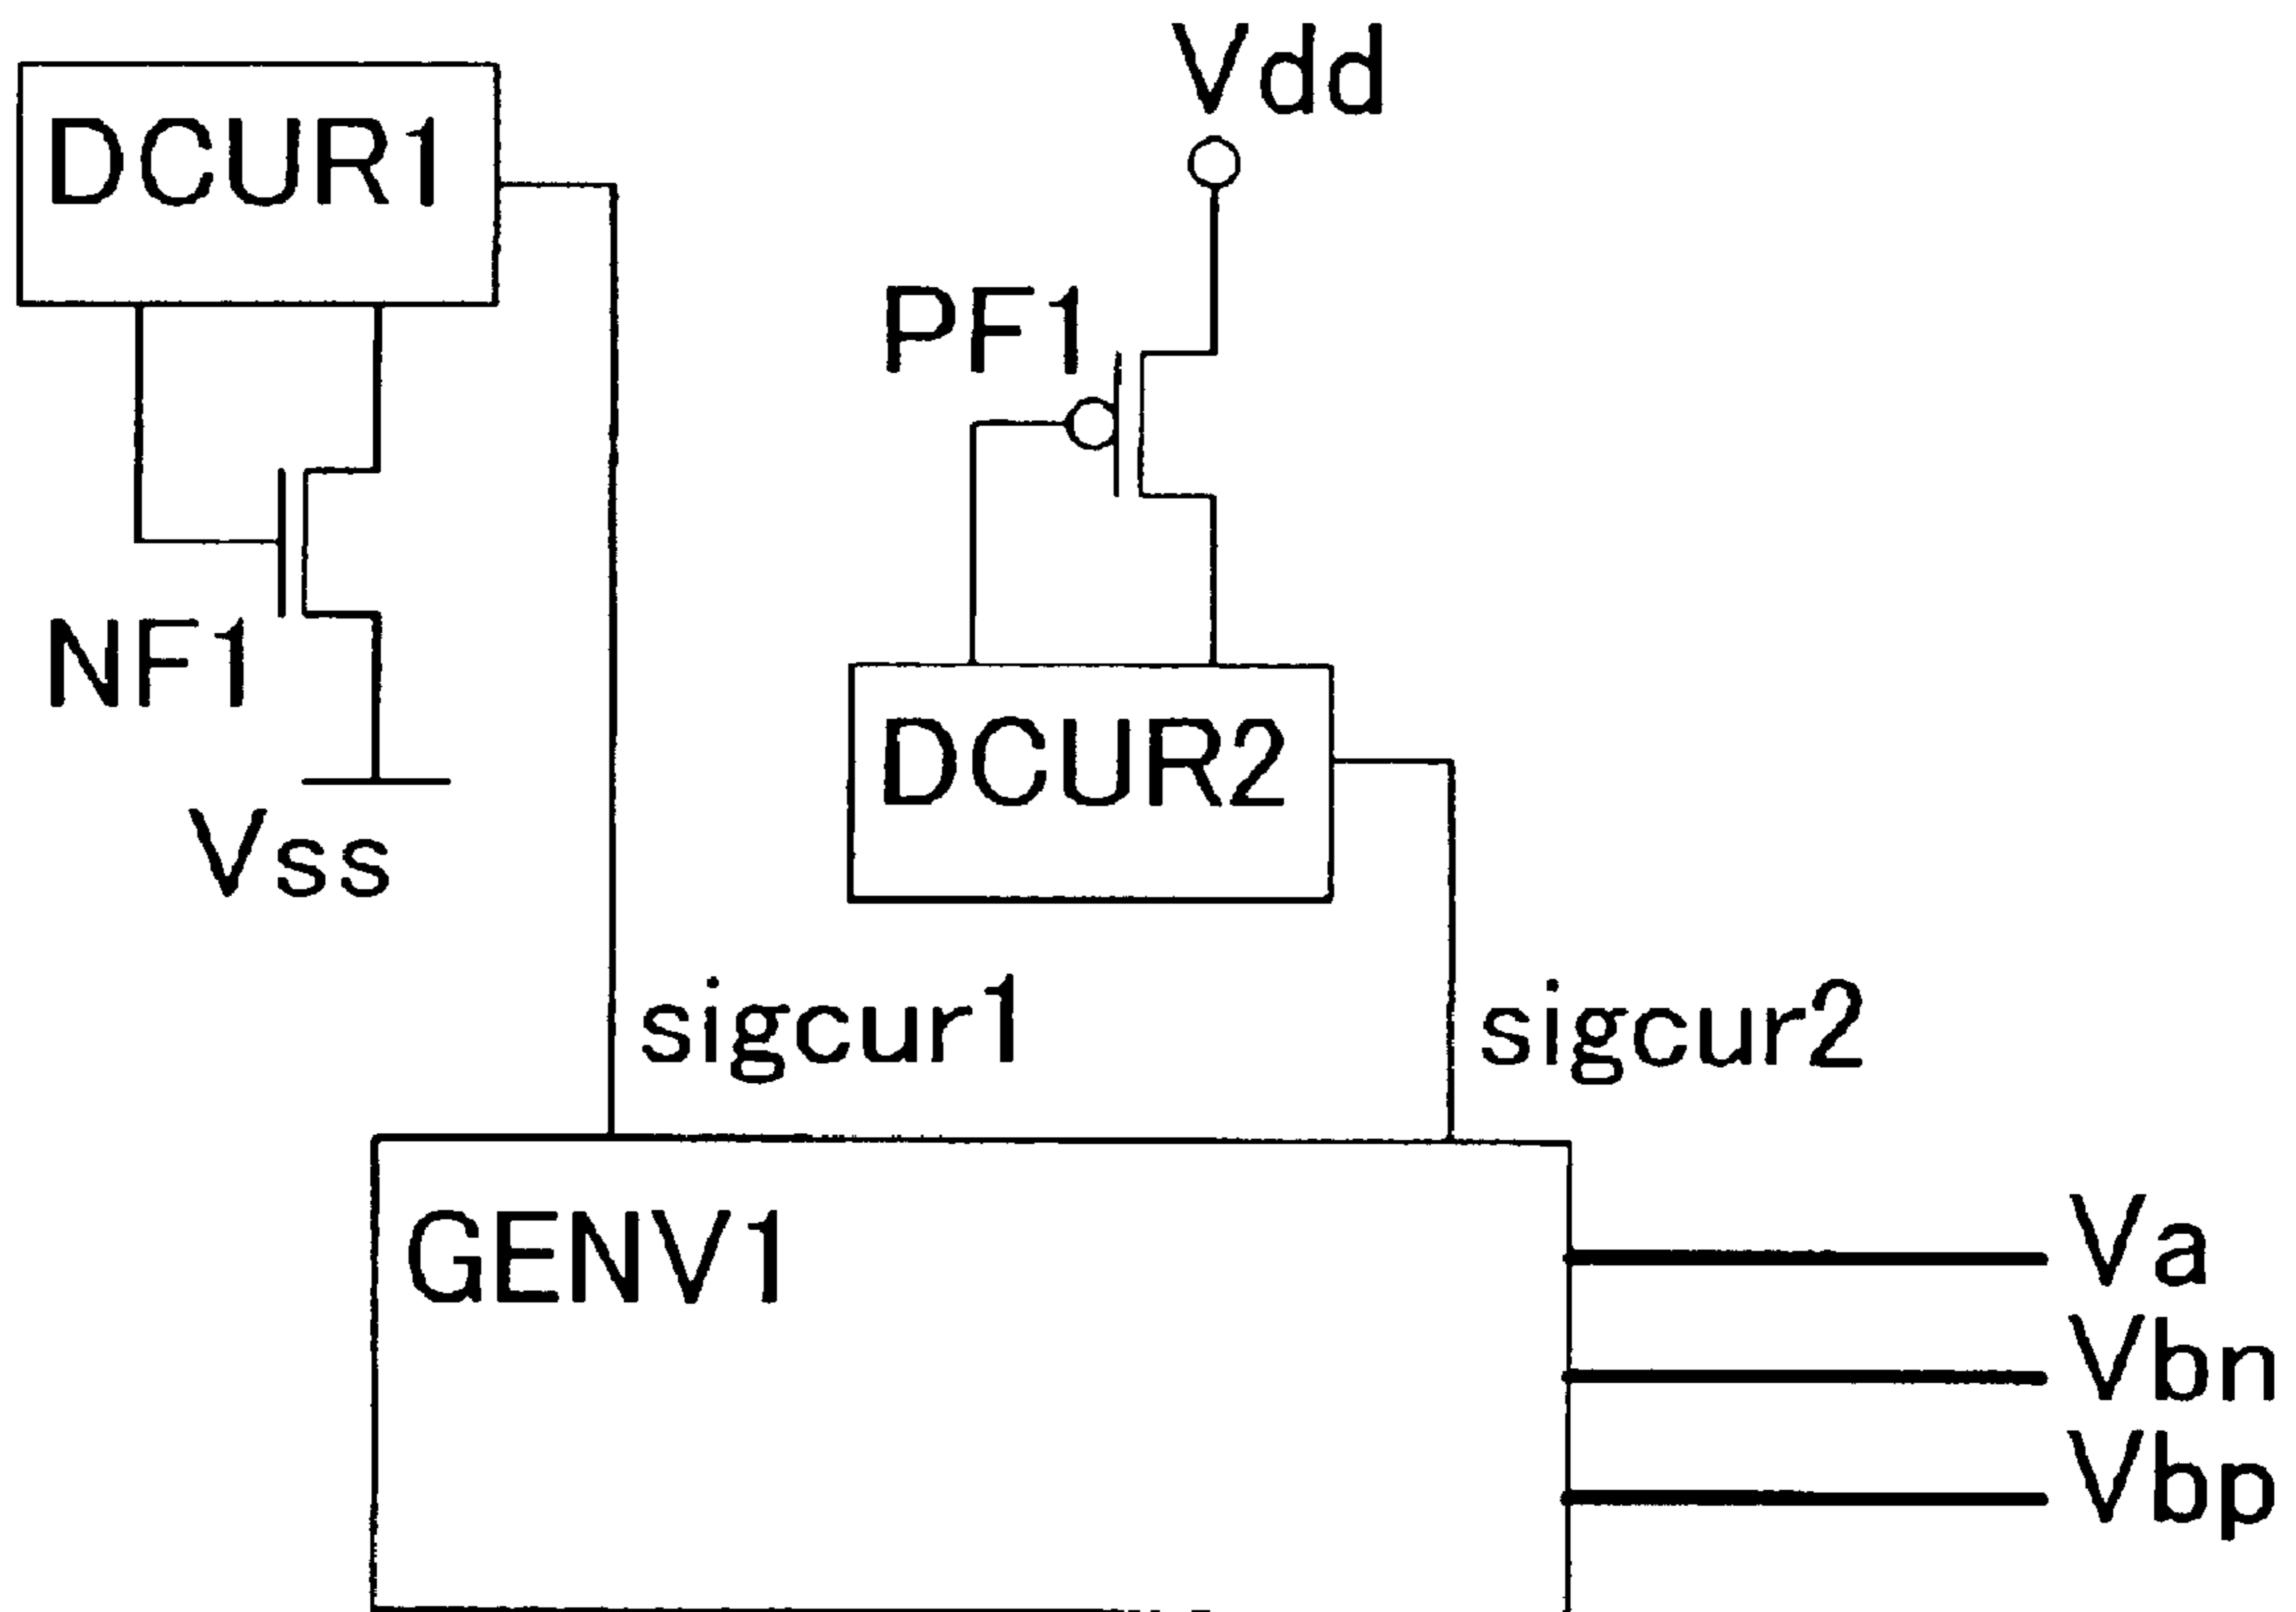 Vdd
DCUR1
PF1
NF1
DCUR2
Vss
sigcur1
sigcur2
GENV1
Va
Vbn
Vbp